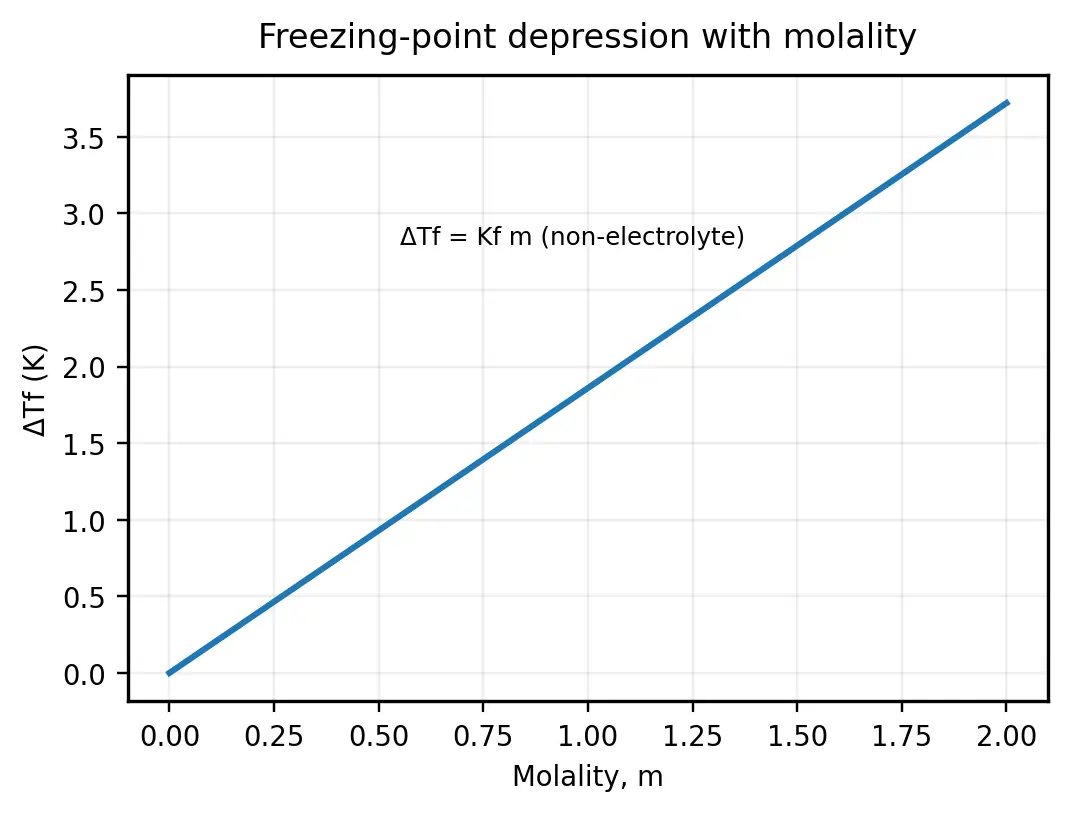 Freezing-point depression with molality
3.5
3.0
ΔTf = Kf m (non-electrolyte)
2.5
2.0
1.5
1.0
0.5
0.0
ΔTf (K)
0.00 0.25 0.50 0.75 1.00 1.25 1.50 1.75 2.00
Molality, m